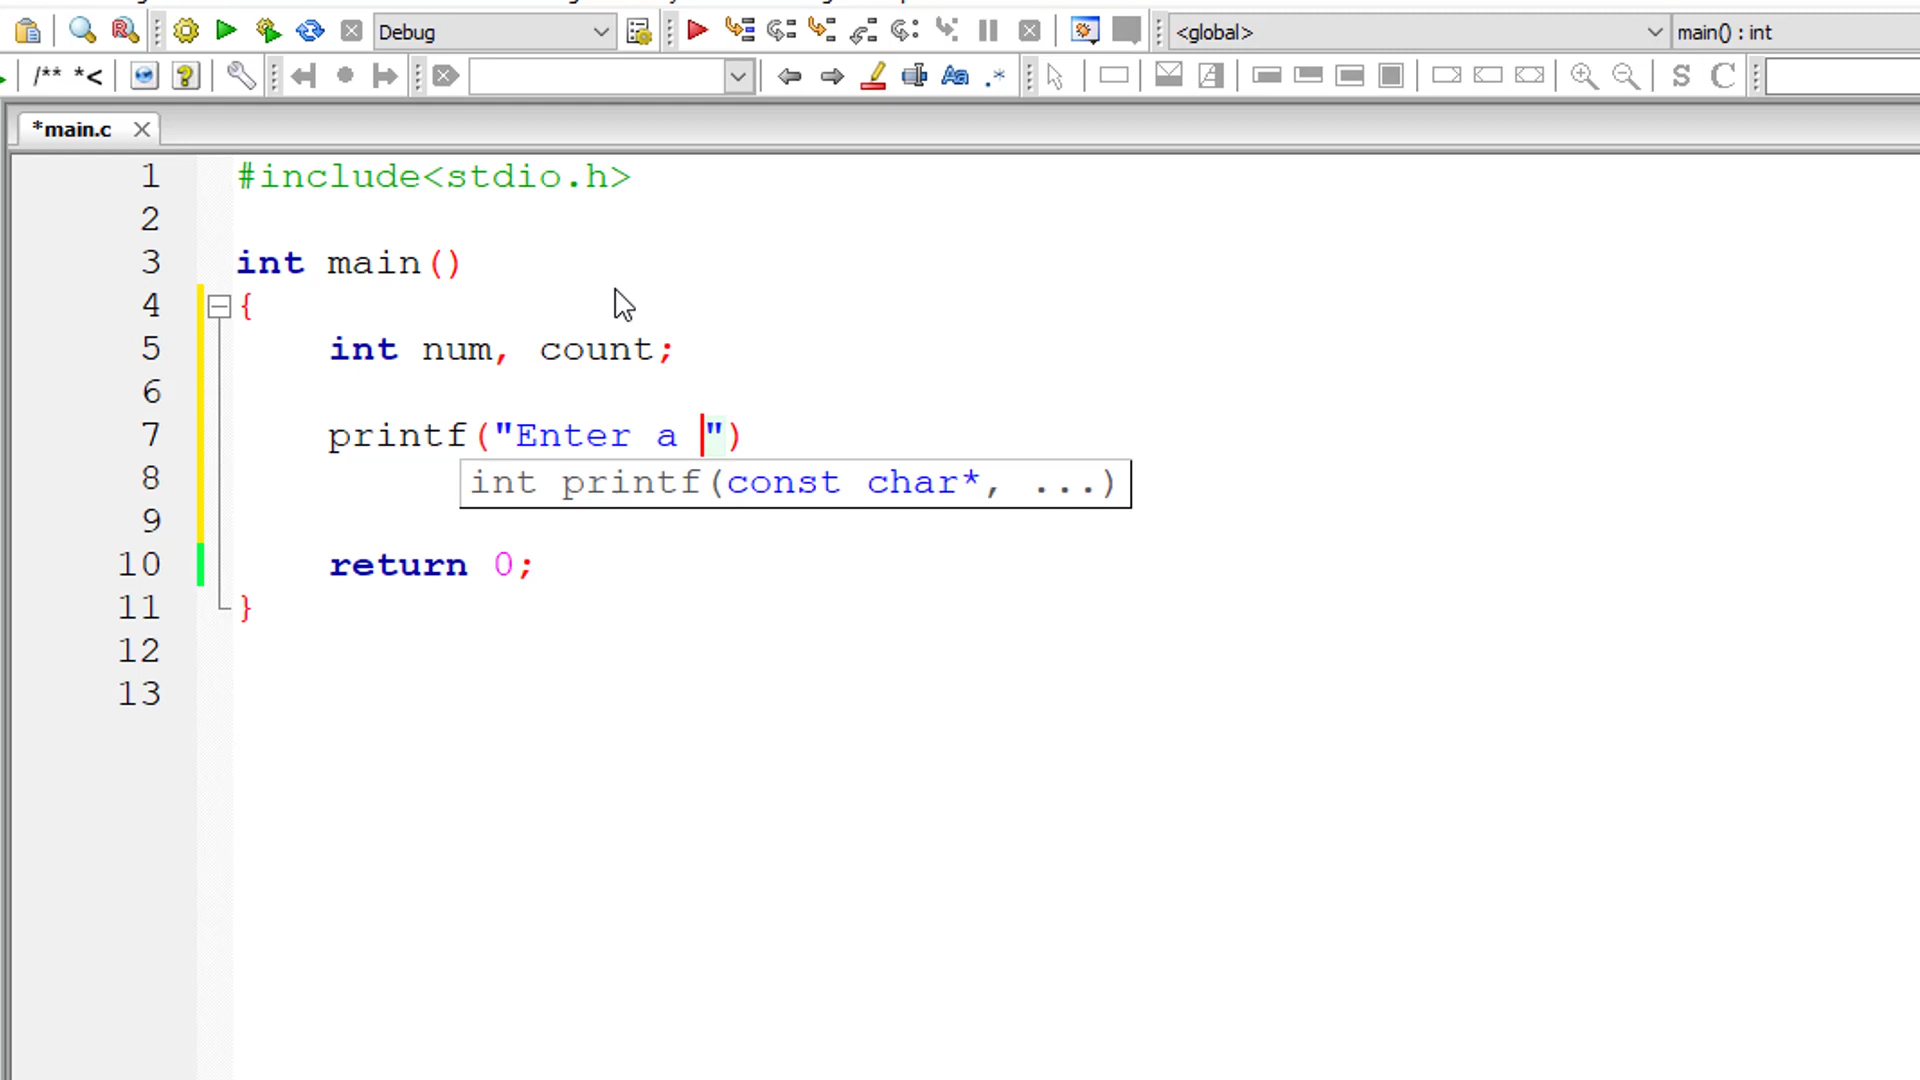 Debug
<global>
main() : int
/** *<
S C
*main.c
1 #include<stdio.h>
2
3 int main()
4 {
5 int num, count;
6
7 printf("Enter a ")
8 int printf(const char*, ...)
9
10 return 0;
11 }
12
13